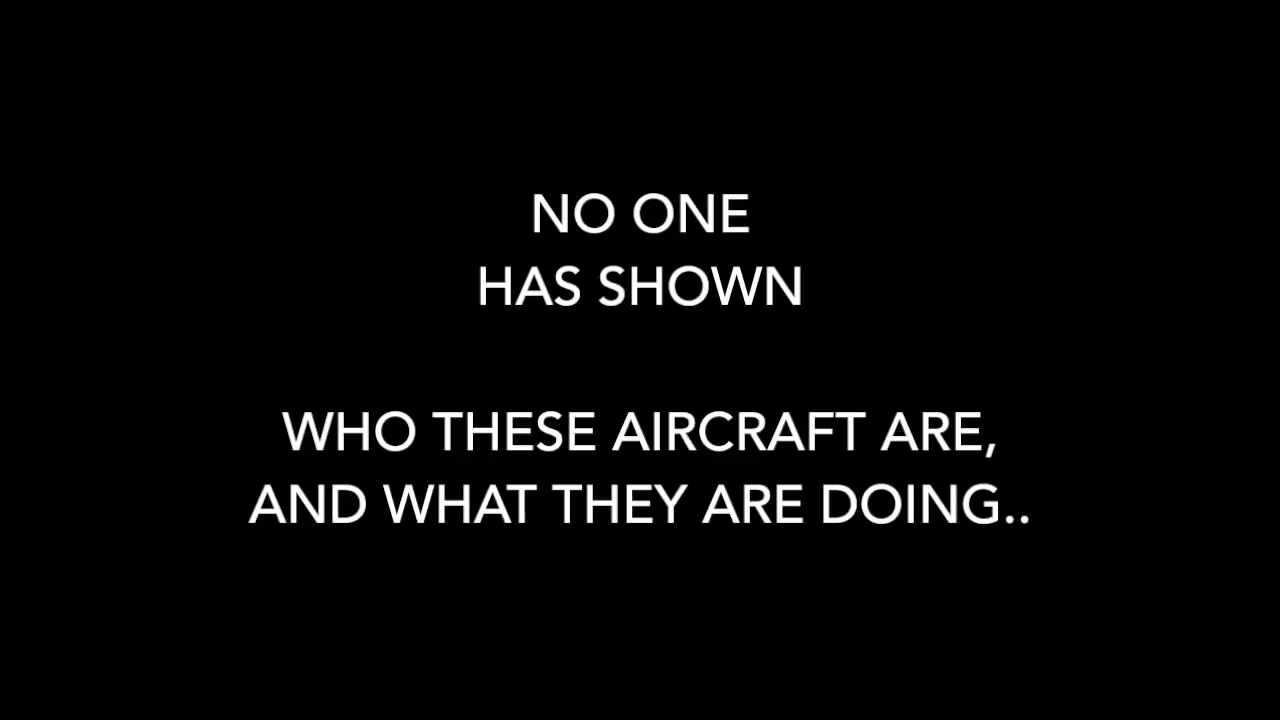 NO ONE
HAS SHOWN
WHO THESE AIRCRAFT ARE,
AND WHAT THEY ARE DOING..